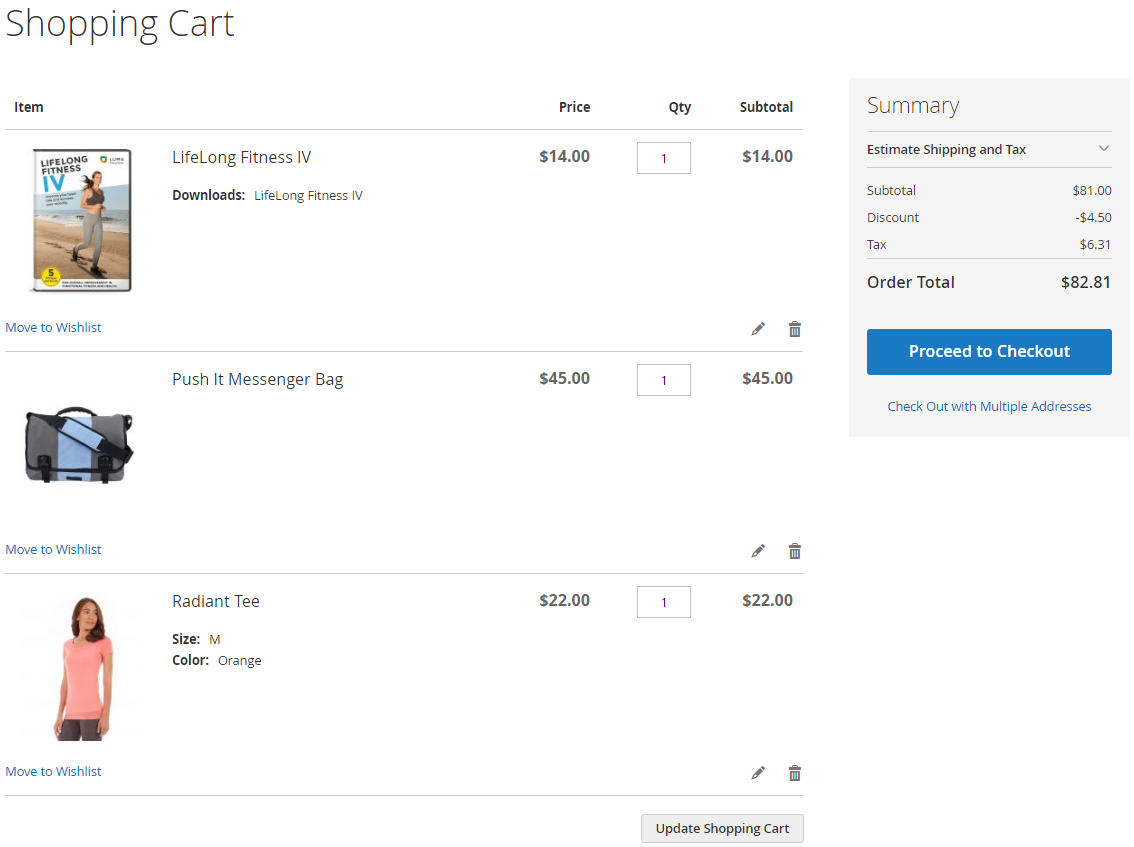 Shopping Cart
Item Price Qty Subtotal
LIFELONG
FITNESS
IV
LUMA
5
LifeLong Fitness IV $14.00 1 $14.00
Downloads: LifeLong Fitness IV
Move to Wishlist
Push It Messenger Bag $45.00 1 $45.00
Move to Wishlist
Radiant Tee $22.00 1 $22.00
Size: M
Color: Orange
Move to Wishlist
Update Shopping Cart
Summary
Estimate Shipping and Tax
Subtotal $81.00
Discount -$4.50
Tax $6.31
Order Total $82.81
Proceed to Checkout
Check Out with Multiple Addresses